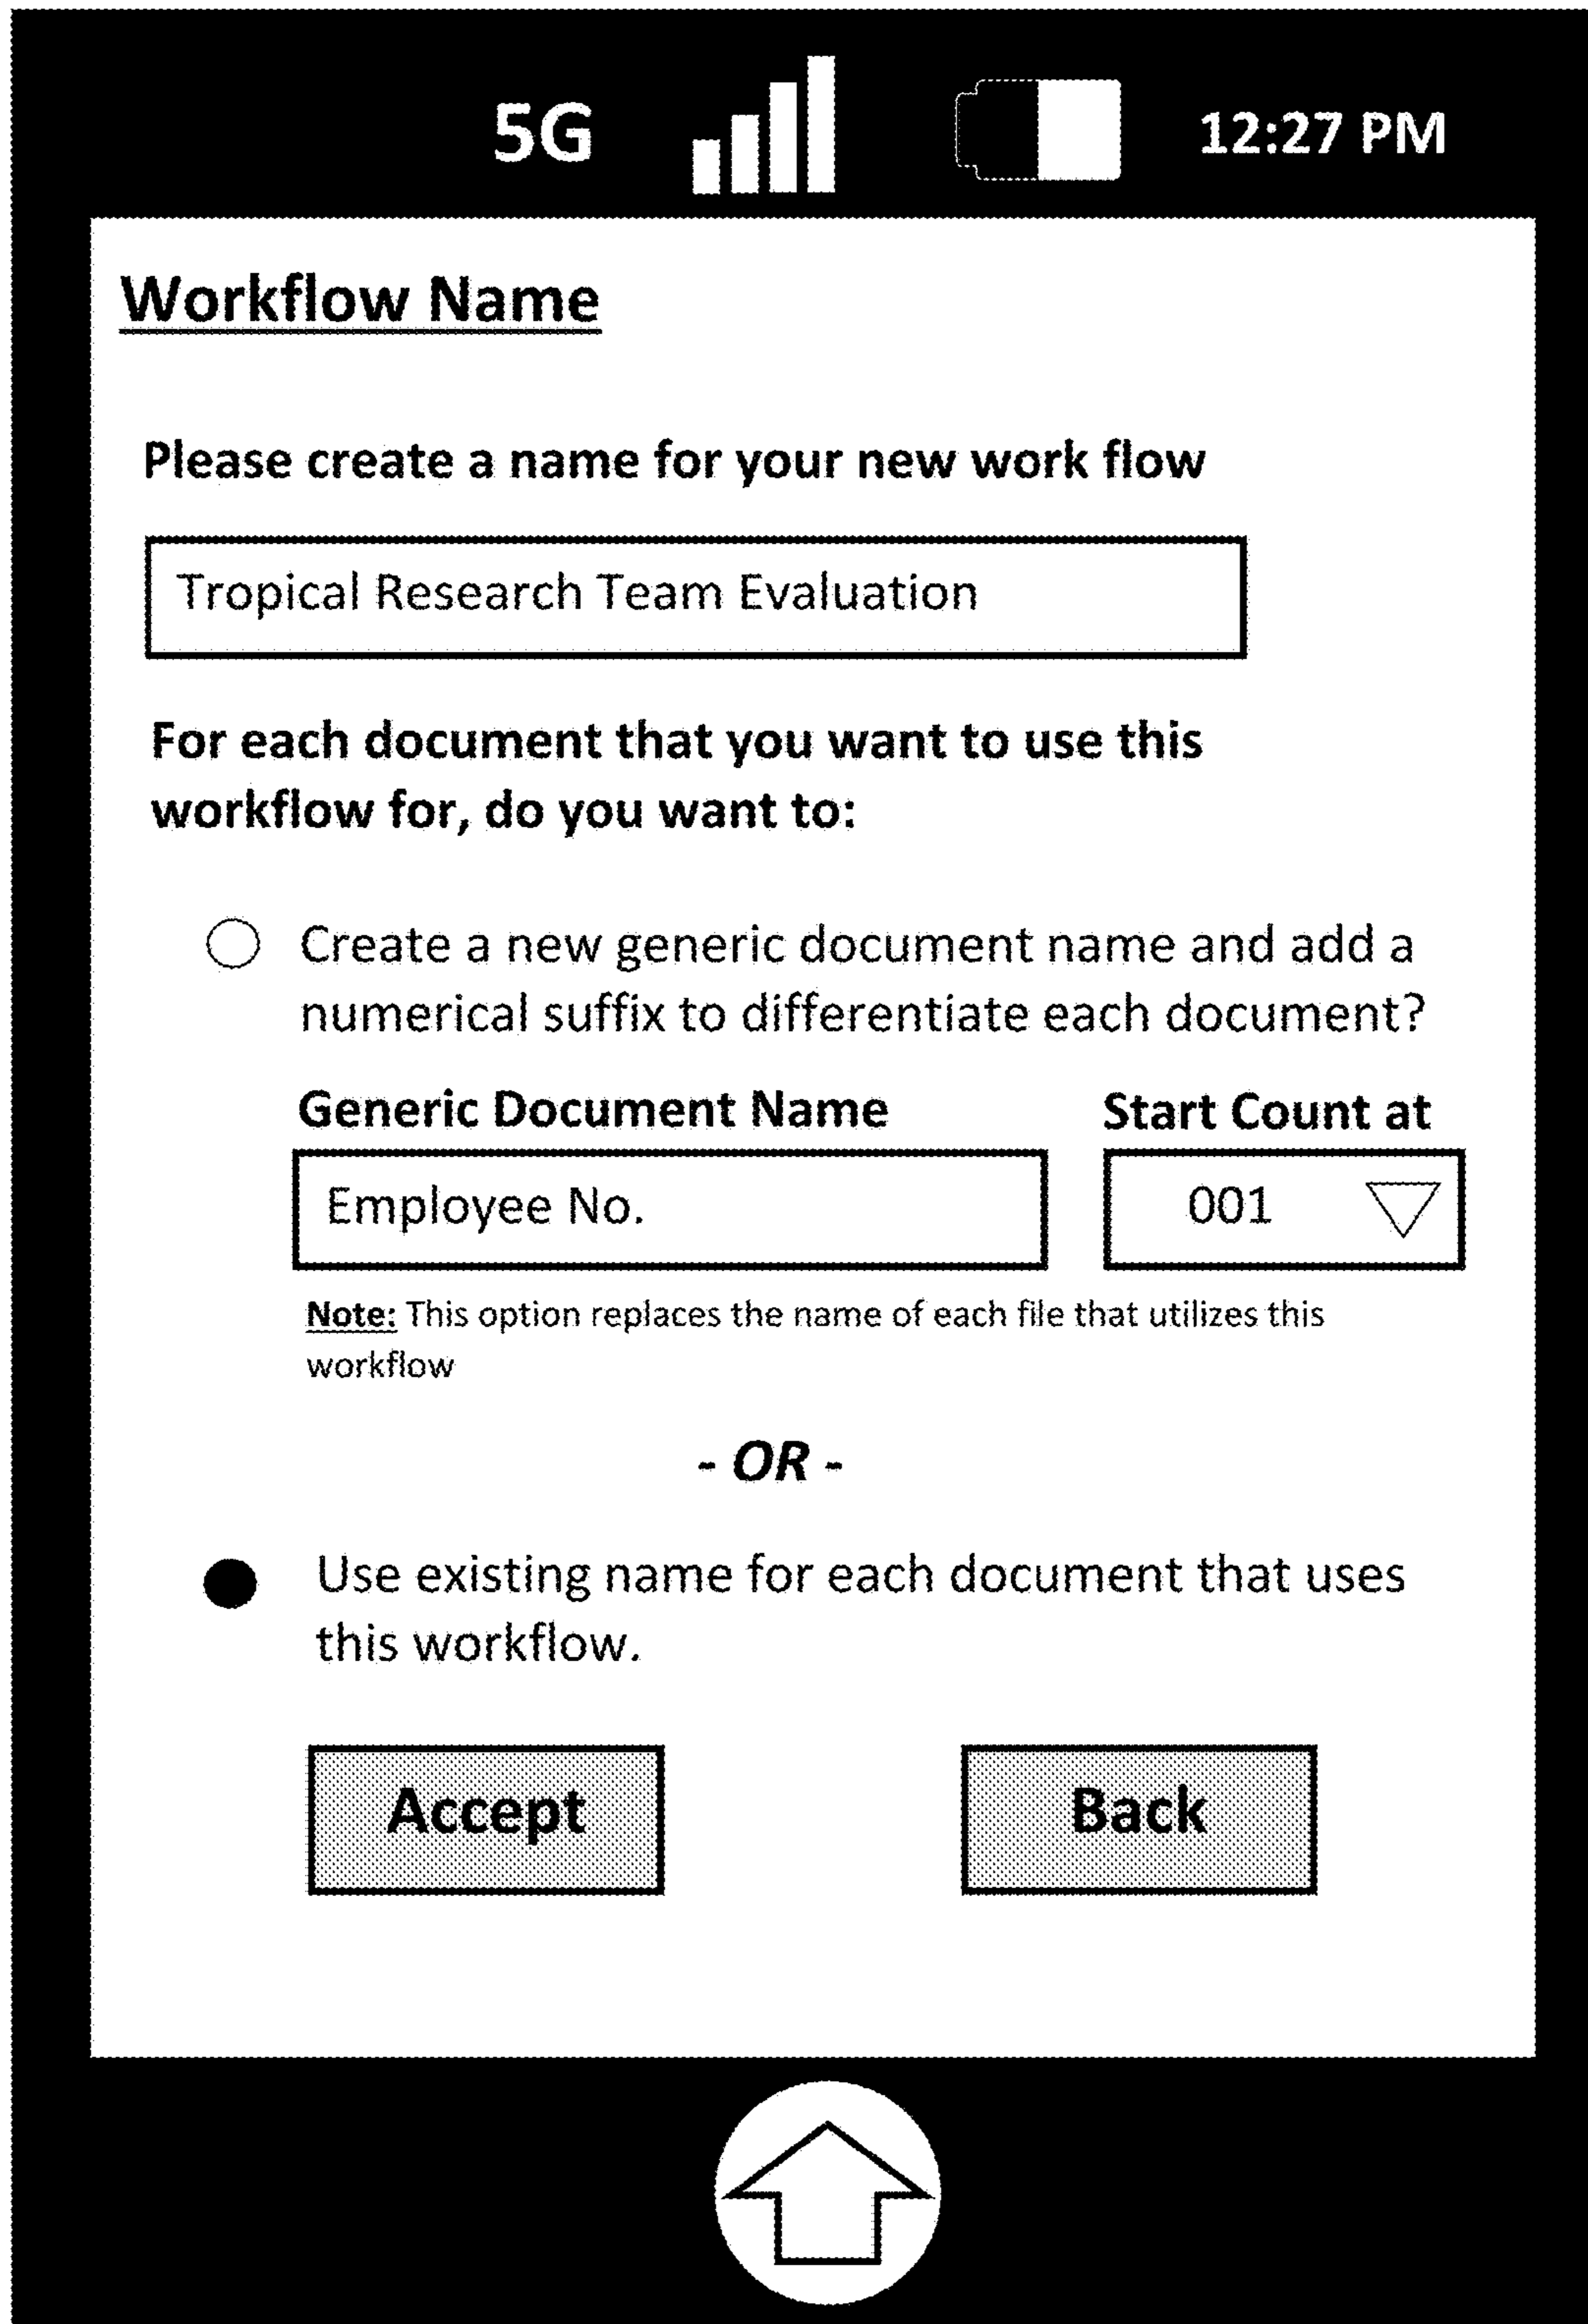 5G 12:27 PM
Workflow Name
Please create a name for your new work flow
Tropical Research Team Evaluation
For each document that you want to use this
workflow for, do you want to:
Create a new generic document name and add a
numerical suffix to differentiate each document?
Generic Document Name Start Count at
Employee No. 001
Note: This option replaces the name of each file that utilizes this
workflow
- OR -
Use existing name for each document that uses
this workflow.
Accept Back